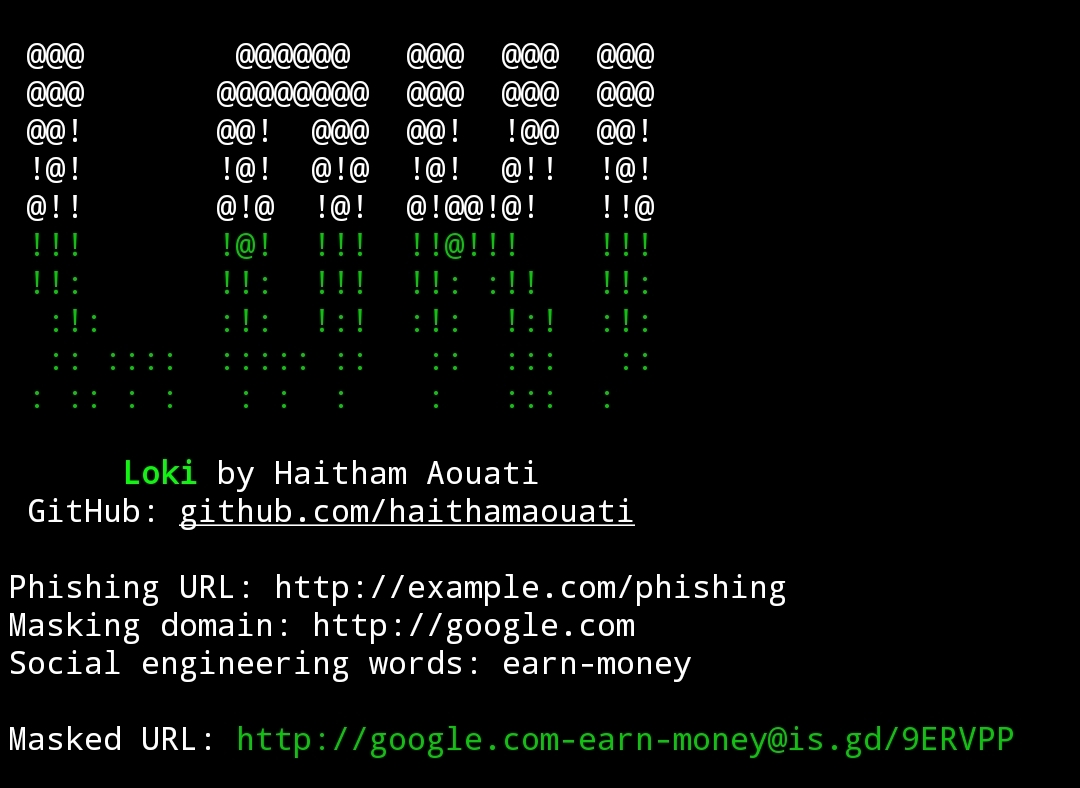 @@@        @@@@@@   @@@  @@@  @@@
@@@       @@@@@@@@  @@@  @@@  @@@
@@!       @@!  @@@  @@!  !@@  @@!
!@!       !@!  @!@  !@!  @!!  !@!
@!!       @!@  !@!  @!@@!@!   !!@
!!!       !@!  !!!  !!@!!!    !!!
!!:       !!:  !!!  !!: :!!   !!:
 :!:      :!:  !:!  :!:  !:!  :!:
 :: ::::  ::::: ::   ::  :::   ::
: :: : :   : :  :    :   :::  :
Loki by Haitham Aouati
GitHub: github.com/haithamaouati
Phishing URL: http://example.com/phishing
Masking domain: http://google.com
Social engineering words: earn-money
Masked URL: http://google.com-earn-money@is.gd/9ERVPP